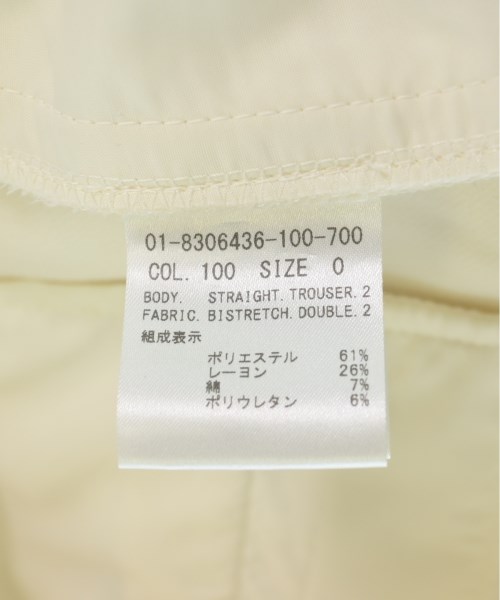 01-8306436-100-700
COL. 100 SIZE 0
BODY. STRAIGHT. TROUSER. 2
FABRIC. BISTRETCH. DOUBLE. 2
組成表示
ポリエステル 61%
レーヨン 26%
綿 7%
ポリウレタン 6%